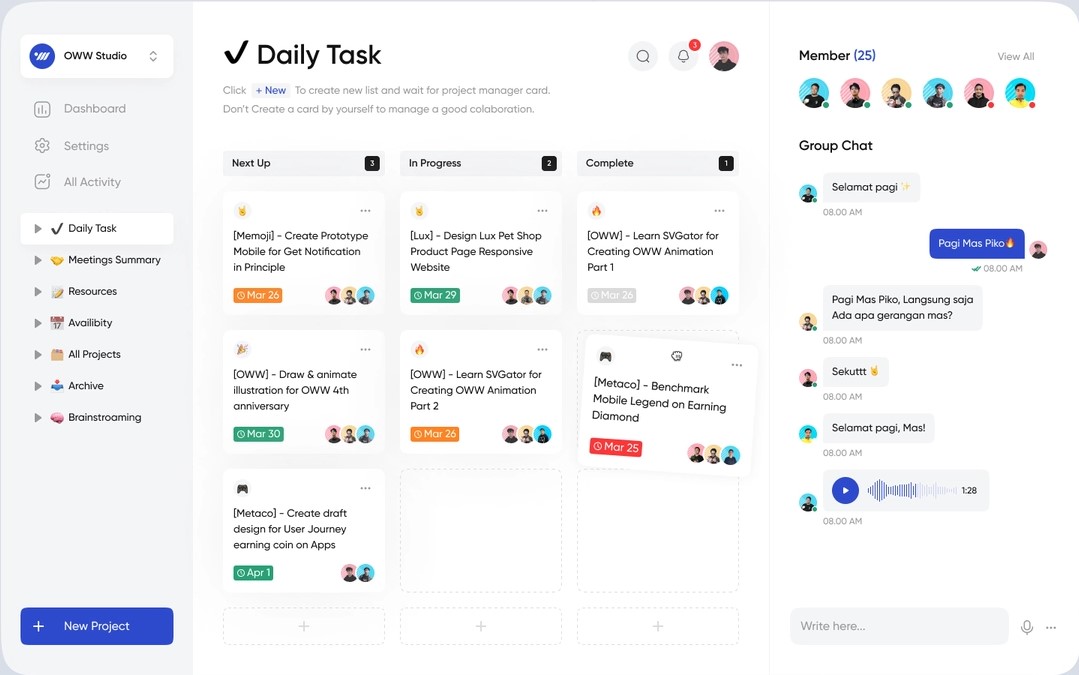 OWW Studio
Dashboard
Settings
All Activity
Daily Task
Meetings Summary
Resources
Availibity
All Projects
Archive
Brainstroaming
+ New Project
Daily Task
3
Click + New To create new list and wait for project manager card.
Don't Create a card by yourself to manage a good colaboration.
Next Up 3
[Memoji] - Create Prototype
Mobile for Get Notification
in Principle
Mar 26
[OWW] - Draw & animate
illustration for OWW 4th
anniversary
Mar 30
[Metaco] - Create draft
design for User Journey
earning coin on Apps
Apr 1
In Progress 2
[Lux] - Design Lux Pet Shop
Product Page Responsive
Website
Mar 29
[OWW] - Learn SVGator for
Creating OWW Animation
Part 2
Mar 26
Complete 1
[OWW] - Learn SVGator for
Creating OWW Animation
Part 1
Mar 26
[Metaco] - Benchmark
Mobile Legend on Earning
Diamond
Mar 25
Member (25) View All
Group Chat
Selamat pagi ✨
08.00 AM
Pagi Mas Piko🔥
08.00 AM
Pagi Mas Piko, Langsung saja
Ada apa gerangan mas?
08.00 AM
Sekuttt 🤘
08.00 AM
Selamat pagi, Mas!
08.00 AM
1:28
08.00 AM
Write here...